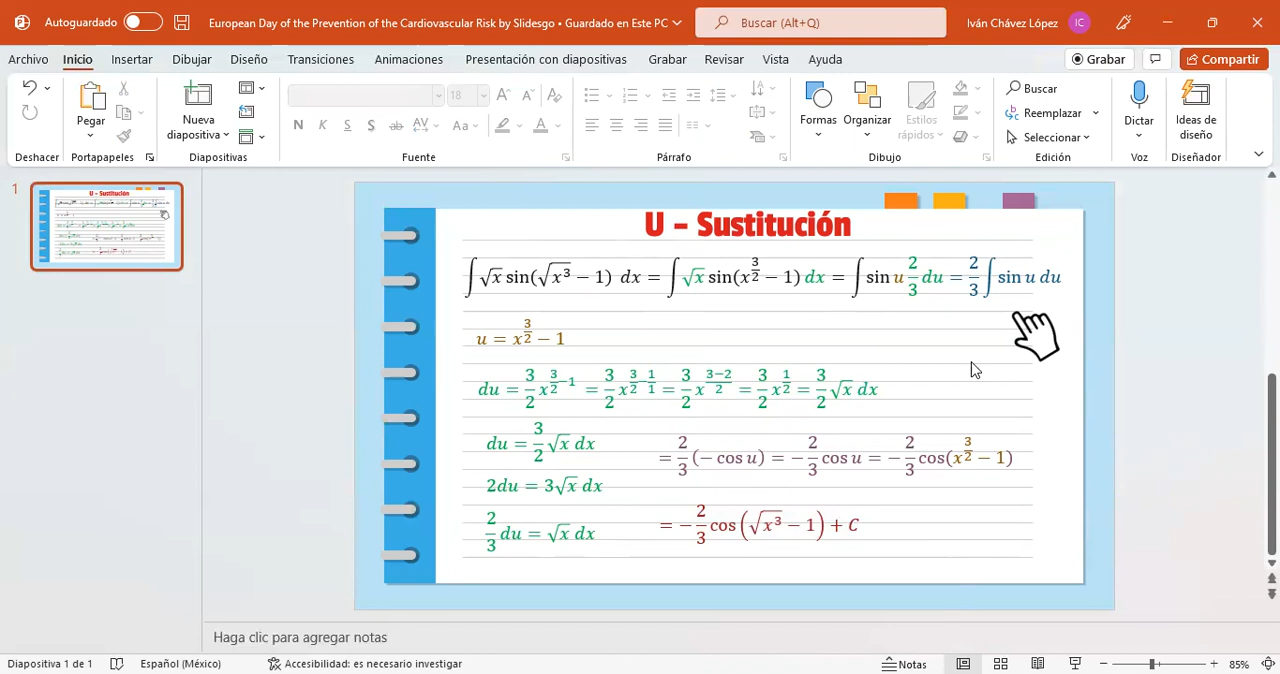 Autoguardado European Day of the Prevention of the Cardiovascular Risk by Slidesgo • Guardado en Este PC Buscar (Alt+Q) Iván Chávez López IC
Archivo Inicio Insertar Dibujar Diseño Transiciones Animaciones Presentación con diapositivas Grabar Revisar Vista Ayuda Grabar Compartir
Pegar
Nueva diapositiva
18
N K S S ab AV Aa A
Formas Organizar Estilos rápidos
Buscar
Reemplazar
Seleccionar
Dictar
Ideas de diseño
Deshacer Portapapeles Diapositivas Fuente Párrafo Dibujo Edición Voz Diseñador
1
U – Sustitución
∫√x sin(√x³ − 1) dx = ∫√x sin(x^(3/2) − 1) dx = ∫ sin u 2/3 du = 2/3 ∫ sin u du
u = x^(3/2) − 1
du = 3/2 x^(3/2 − 1) = 3/2 x^(3/2 − 1/1) = 3/2 x^((3−2)/2) = 3/2 x^(1/2) = 3/2 √x dx
du = 3/2 √x dx
= 2/3 (− cos u) = − 2/3 cos u = − 2/3 cos(x^(3/2) − 1)
2du = 3√x dx
2/3 du = √x dx
= − 2/3 cos(√x³ − 1) + C
Haga clic para agregar notas
Diapositiva 1 de 1 Español (México) Accesibilidad: es necesario investigar Notas 85%